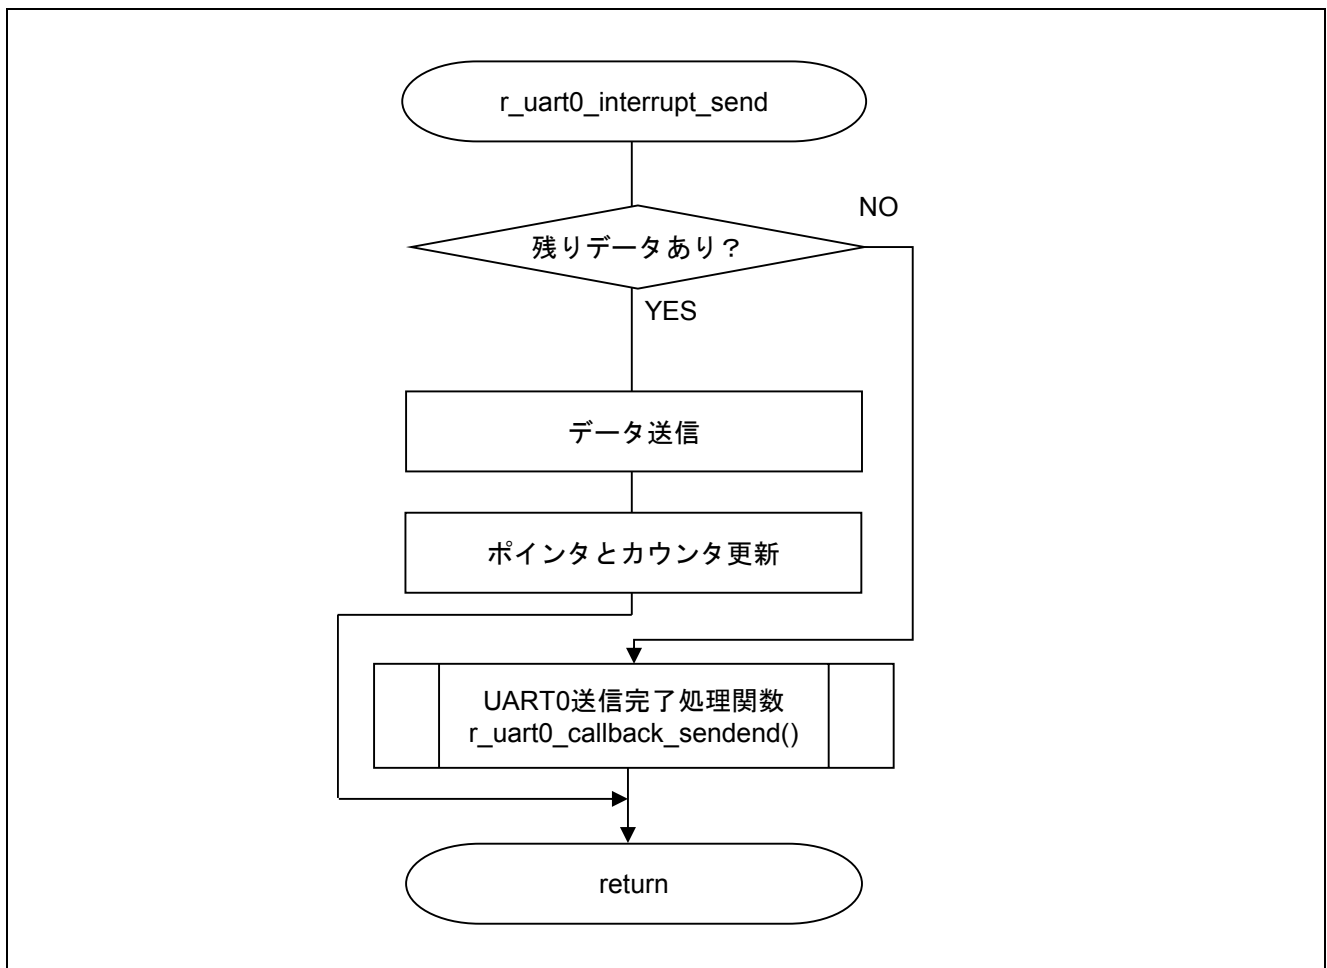 r_uart0_interrupt_send
NO
残りデータあり？
YES
データ送信
ポインタとカウンタ更新
UART0送信完了処理関数
r_uart0_callback_sendend()
return